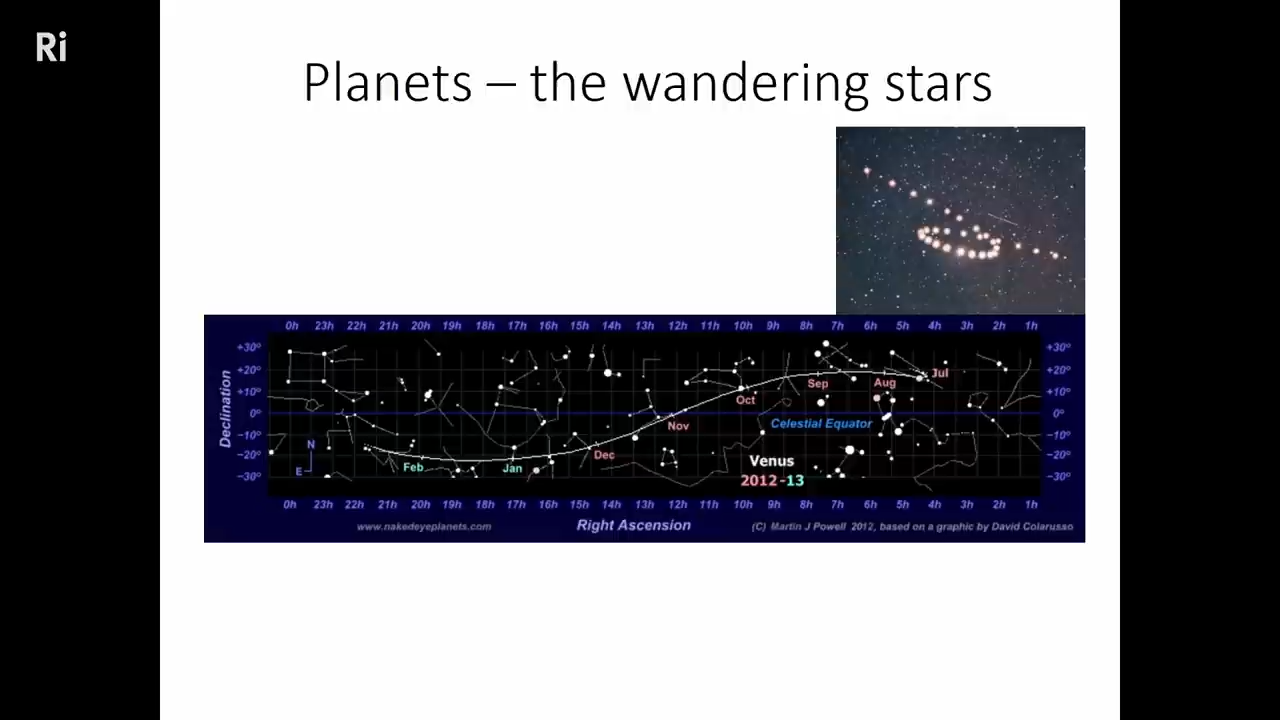 Ri
Planets – the wandering stars
0h 23h 22h 21h 20h 19h 18h 17h 16h 15h 14h 13h 12h 11h 10h 9h 8h 7h 6h 5h 4h 3h 2h 1h
+30° +30°
+20° +20°
+10° +10°
0° 0°
−10° −10°
−20° −20°
−30° −30°
Declination
Jul
Sep Aug
Oct
Celestial Equator
Nov
N
Dec
Venus
Feb Jan
E
2012-13
0h 23h 22h 21h 20h 19h 18h 17h 16h 15h 14h 13h 12h 11h 10h 9h 8h 7h 6h 5h 4h 3h 2h 1h
www.nakedeyeplanets.com Right Ascension (C) Martin J Powell 2012, based on a graphic by David Colarusso